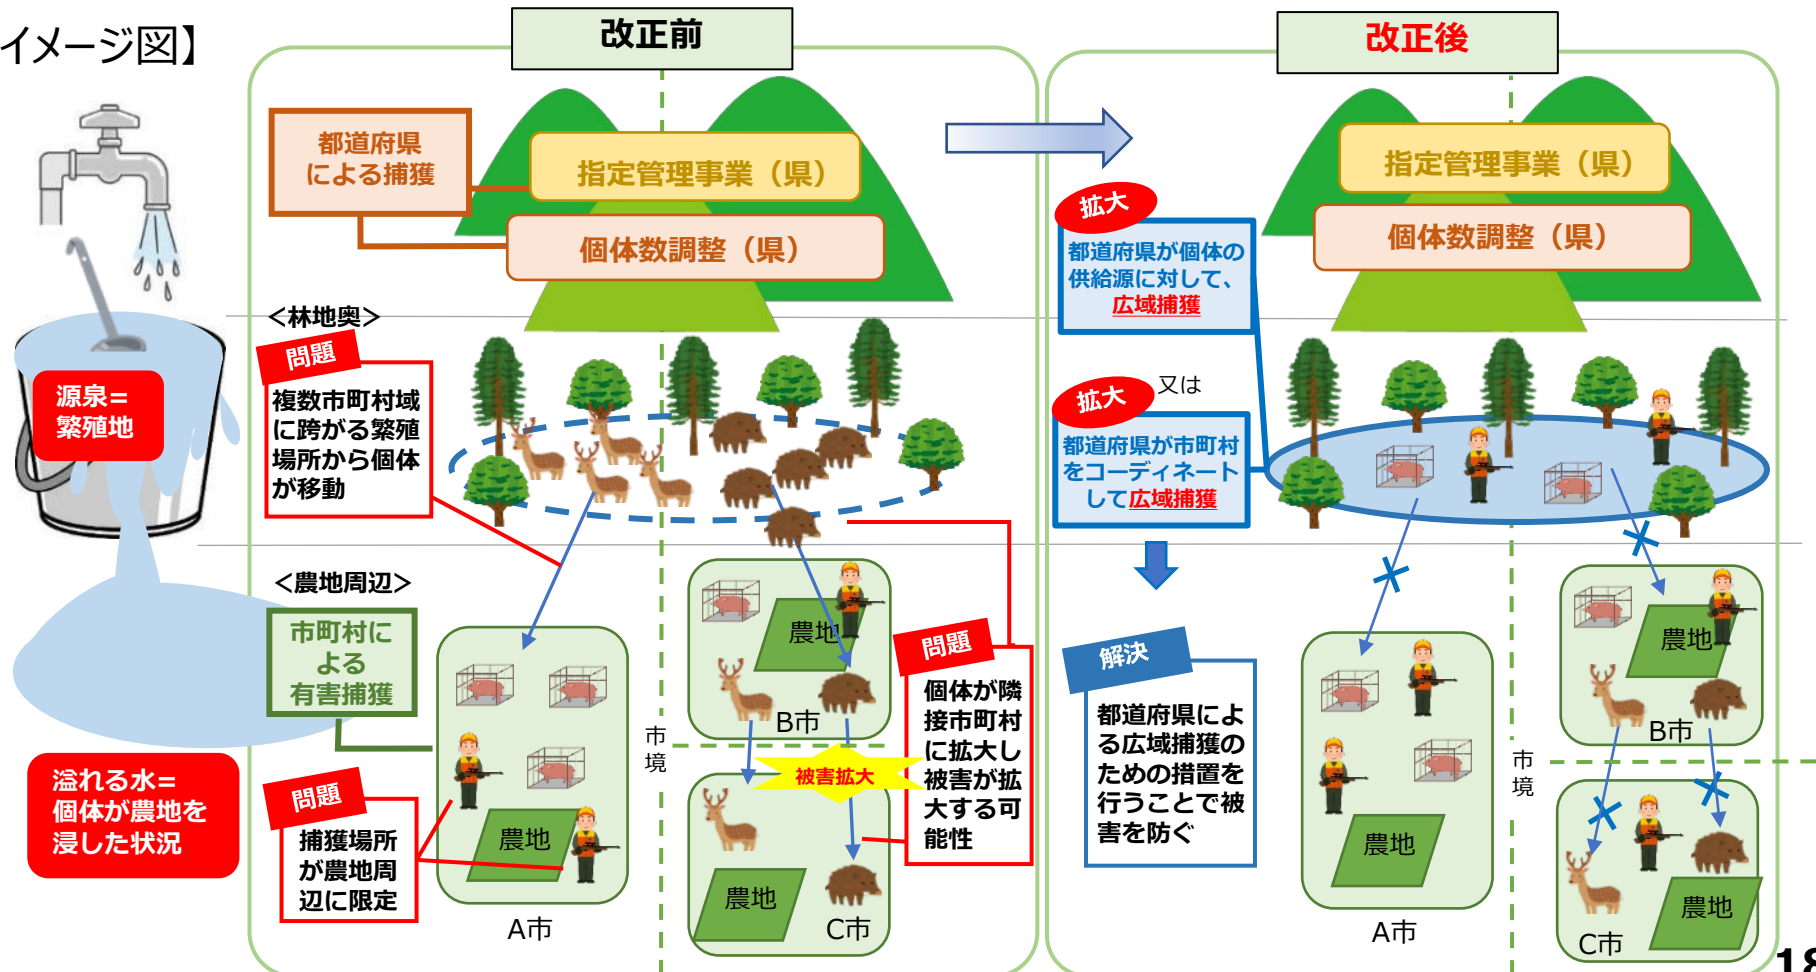 イメージ図】
改正前
改正後
都道府県
による捕獲
指定管理事業（県）
個体数調整（県）
＜林地奥＞
問題
複数市町村域
に跨がる繁殖
場所から個体
が移動
源泉＝
繁殖地
＜農地周辺＞
市町村に
よる
有害捕獲
溢れる水＝
個体が農地を
浸した状況
問題
捕獲場所
が農地周
辺に限定
農地
A市
市
境
農地
B市
被害拡大
農地
C市
問題
個体が隣
接市町村
に拡大し
被害が拡
大する可
能性
指定管理事業（県）
個体数調整（県）
拡大
都道府県が個体の
供給源に対して、
広域捕獲
又は
拡大
都道府県が市町村
をコーディネート
して広域捕獲
解決
都道府県によ
る広域捕獲の
ための措置を
行うことで被
害を防ぐ
農地
A市
市
境
農地
B市
農地
C市
18